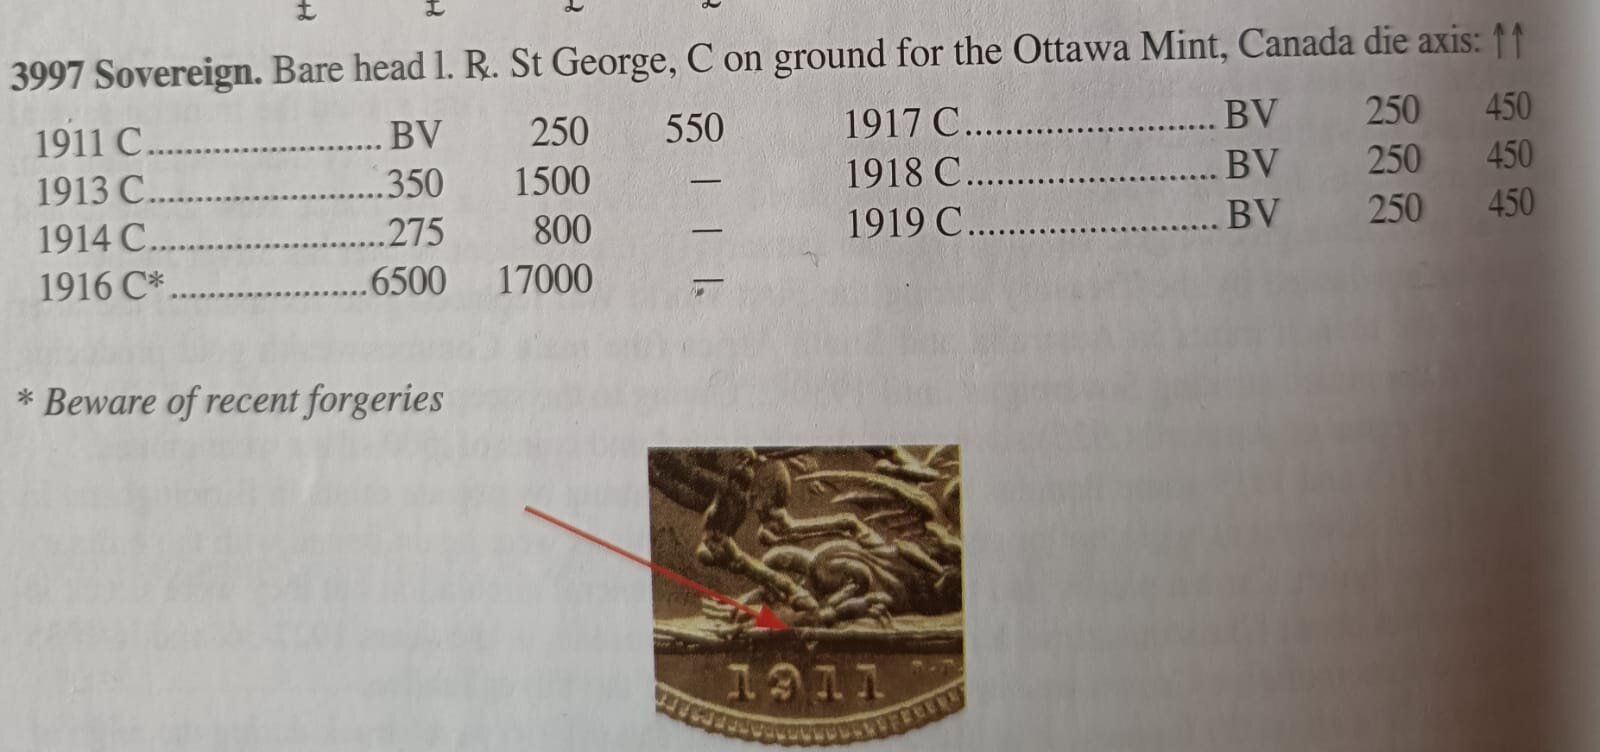 £ £ £ £
3997 Sovereign. Bare head l. ℞. St George, C on ground for the Ottawa Mint, Canada die axis: ↑↑
1911 C......................... BV 250 550
1913 C.........................350 1500 —
1914 C.........................275 800 —
1916 C*.....................6500 17000 —
1917 C.......................... BV 250 450
1918 C.......................... BV 250 450
1919 C.......................... BV 250 450
* Beware of recent forgeries
1911